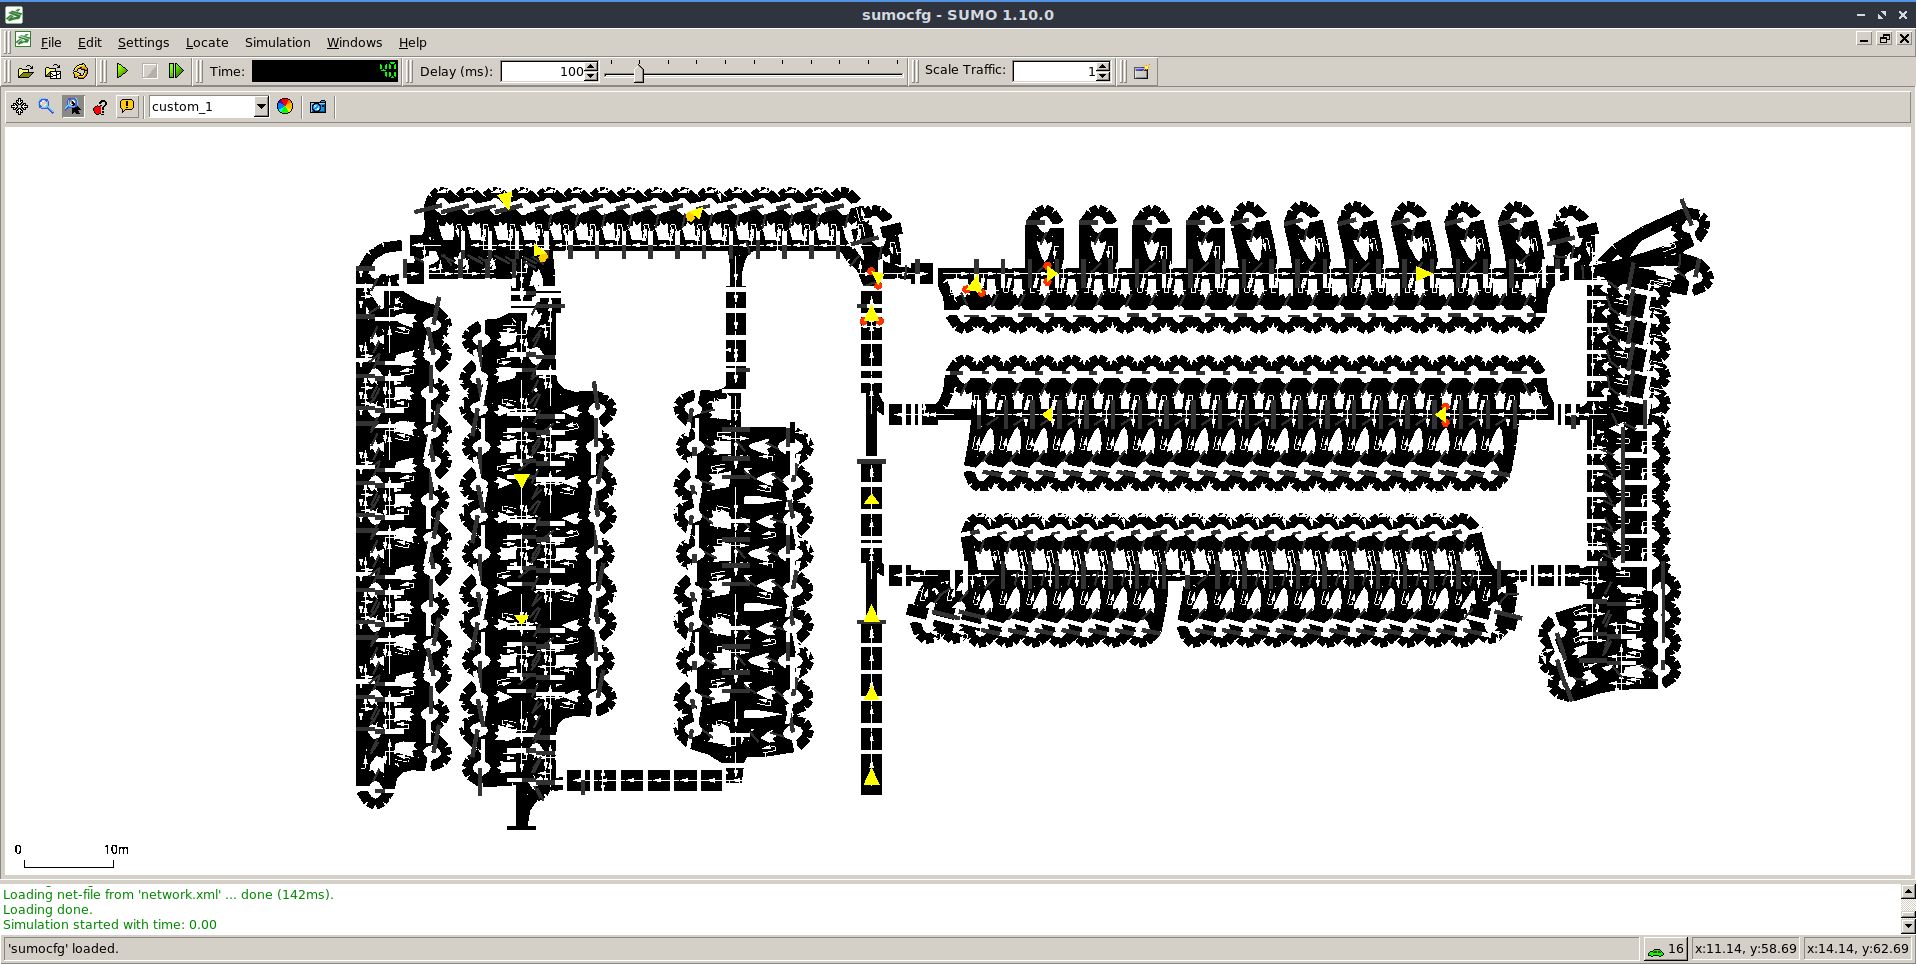 sumocfg - SUMO 1.10.0
File Edit Settings Locate Simulation Windows Help
Time: Delay (ms): 100 Scale Traffic: 1
custom_1
0 10m
Loading net-file from 'network.xml' ... done (142ms).
Loading done.
Simulation started with time: 0.00
'sumocfg' loaded. 16 x:11.14, y:58.69 x:14.14, y:62.69